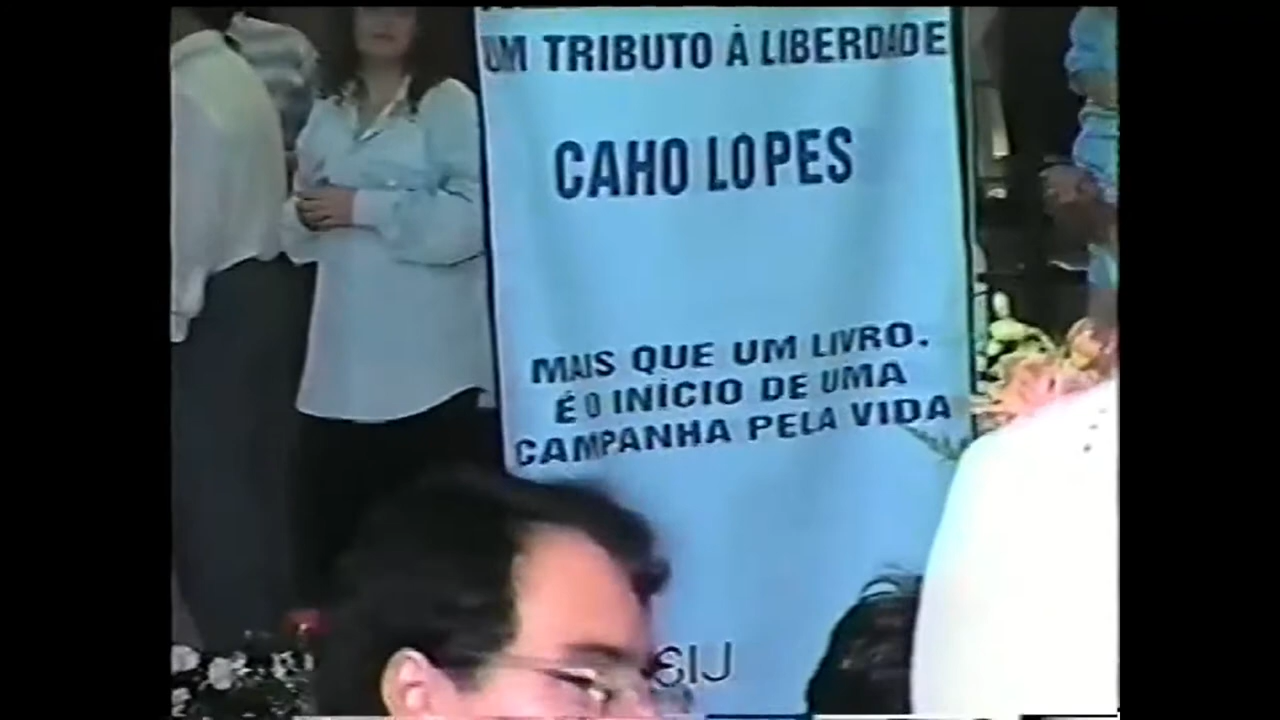 UM TRIBUTO À LIBERDADE
CAHO LOPES
MAIS QUE UM LIVRO.
É O INÍCIO DE UMA
CAMPANHA PELA VIDA